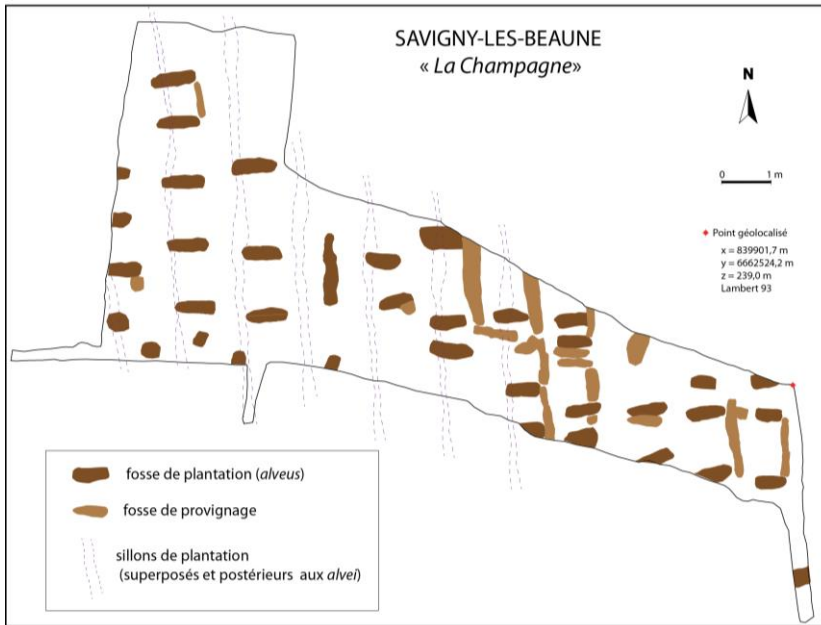 SAVIGNY-LES-BEAUNE
« La Champagne»
N
0 1 m
Point géolocalisé
x = 839901,7 m
y = 6662524,2 m
z = 239,0 m
Lambert 93
fosse de plantation (alveus)
fosse de provignage
sillons de plantation
(superposés et postérieurs aux alvei)